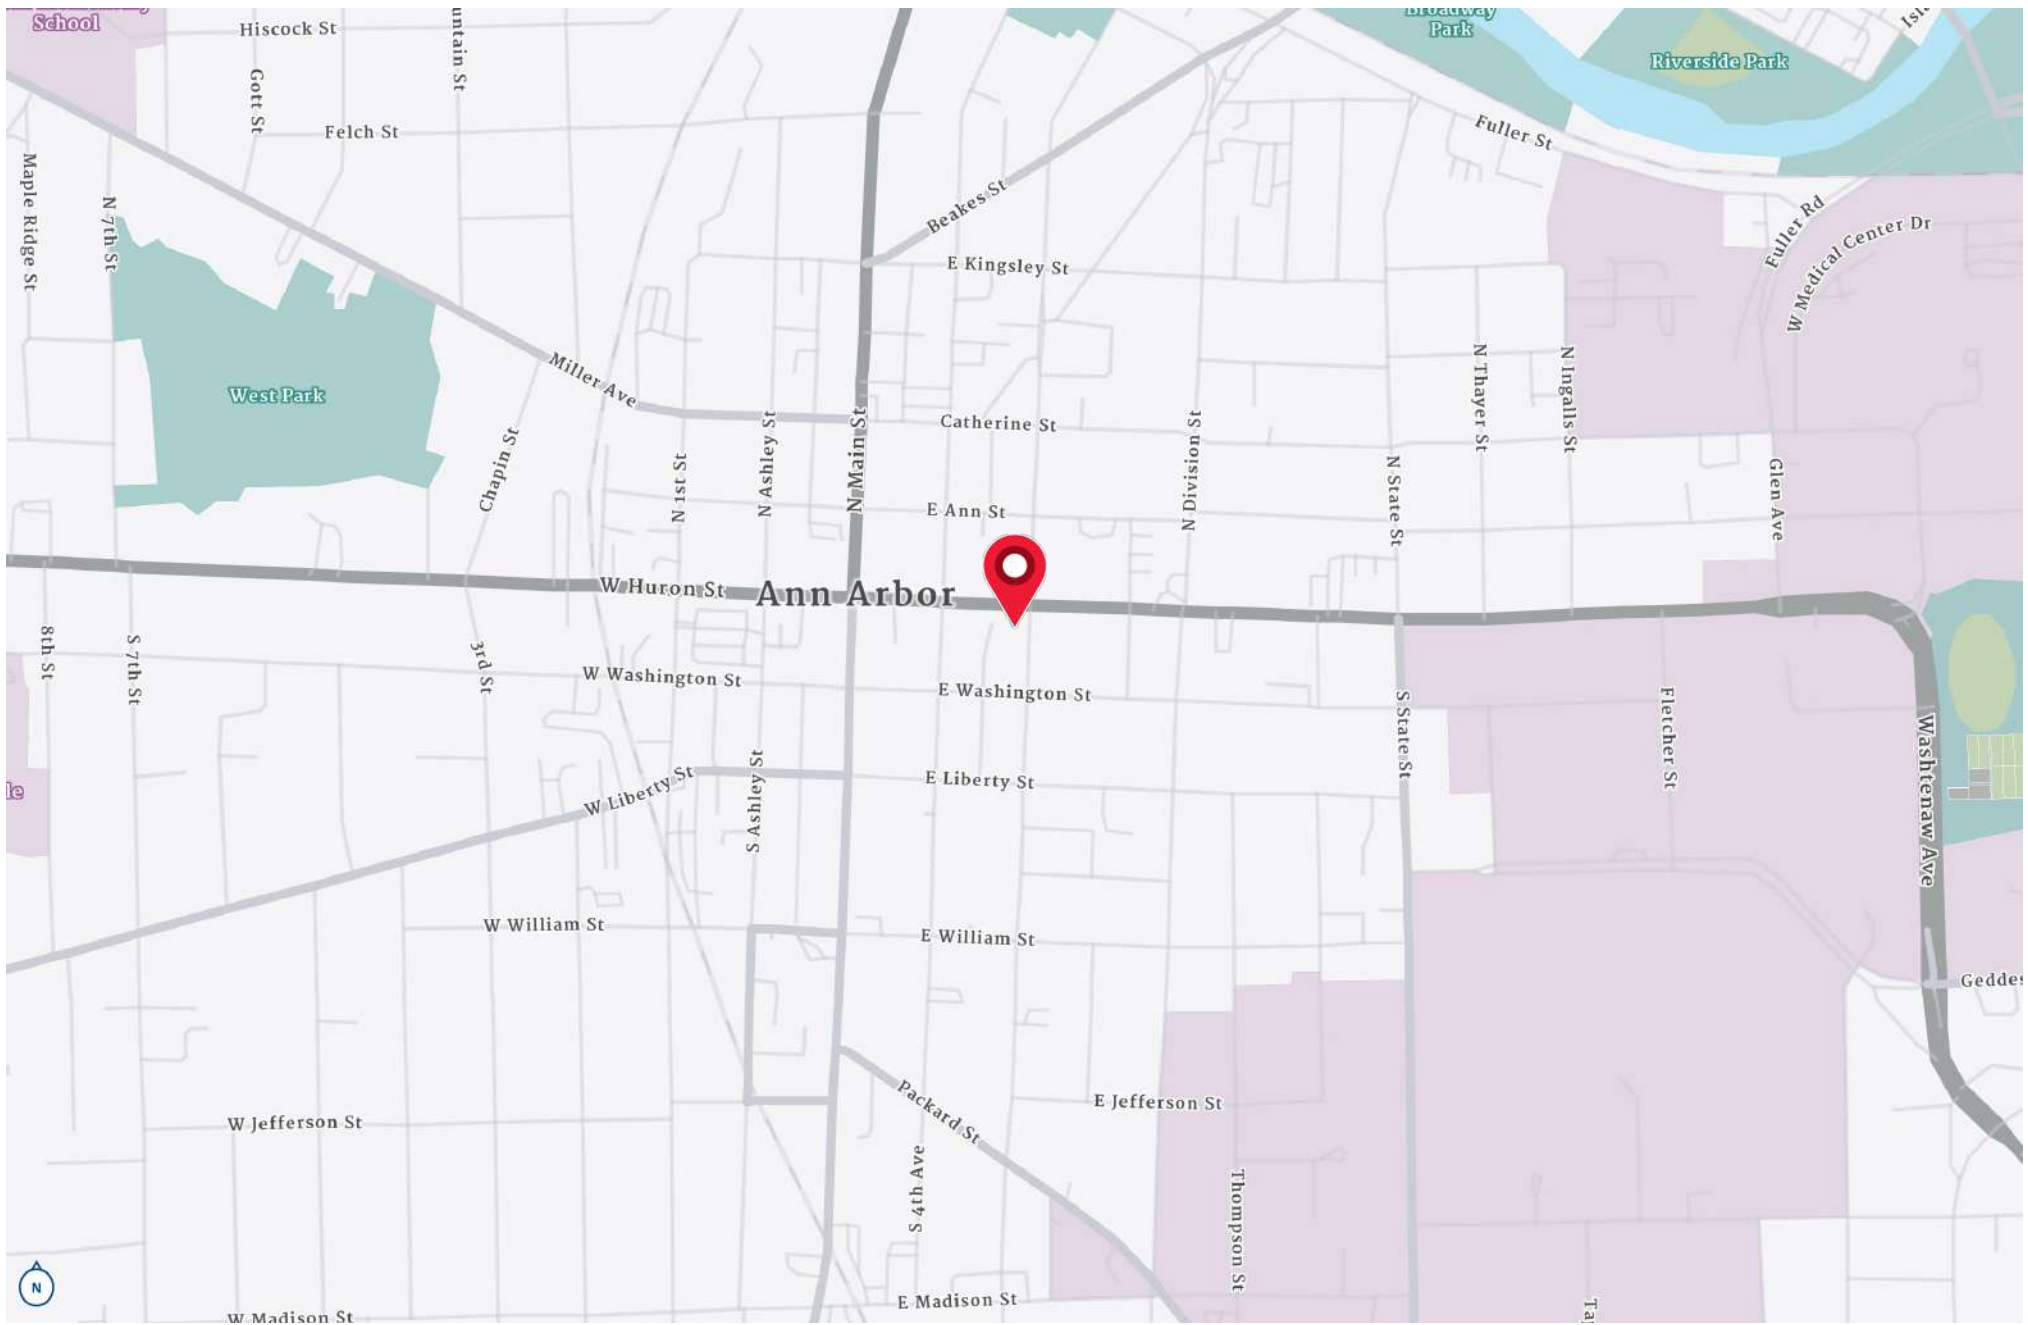 School
Hiscock St
Gott St
Felch St
Broadway
Park
Riverside Park
Fuller St
Fuller Rd
W Medical Center Dr
Maple Ridge St
N 7th St
Beakes St
E Kingsley St
West Park
Miller Ave
Chapin St
N 1st St
N Ashley St
N Main St
Catherine St
N Division St
N State St
N Thayer St
N Ingalls St
Glen Ave
E Ann St
W Huron St
Ann Arbor
8th St
S 7th St
3rd St
W Washington St
E Washington St
S State St
Fletcher St
Washtenaw Ave
W Liberty St
S Ashley St
E Liberty St
W William St
E William St
Geddes
W Jefferson St
Packard St
E Jefferson St
S 4th Ave
Thompson St
N
W Madison St
E Madison St